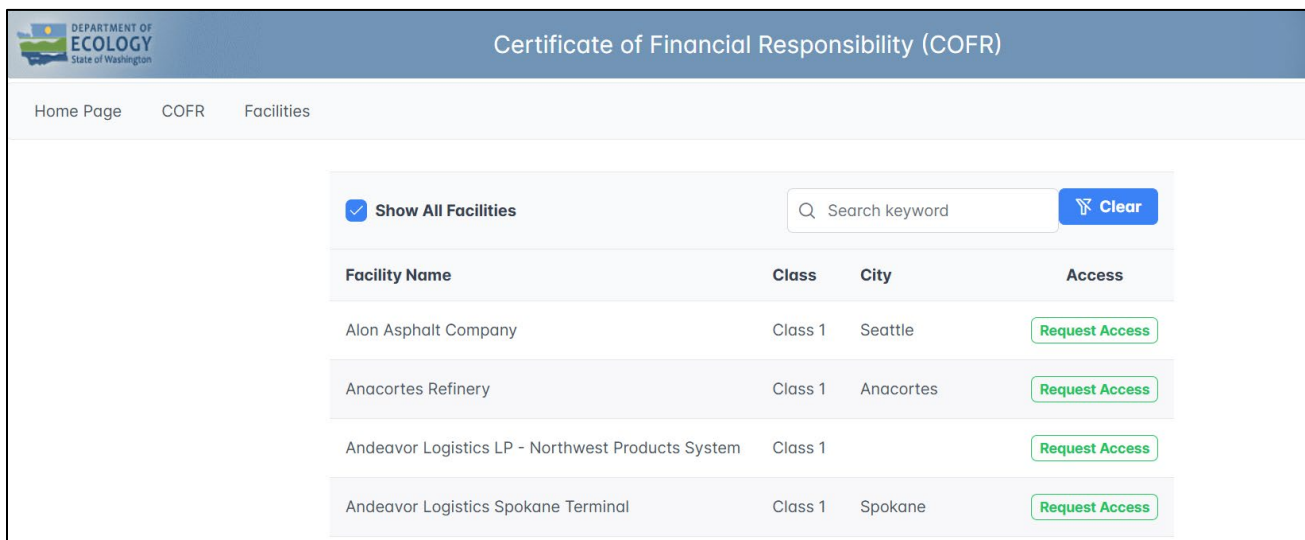 DEPARTMENT OF
ECOLOGY
State of Washington
Certificate of Financial Responsibility (COFR)
Home Page COFR Facilities
Show All Facilities Search keyword Clear
Facility Name Class City Access
Alon Asphalt Company Class 1 Seattle Request Access
Anacortes Refinery Class 1 Anacortes Request Access
Andeavor Logistics LP - Northwest Products System Class 1 Request Access
Andeavor Logistics Spokane Terminal Class 1 Spokane Request Access